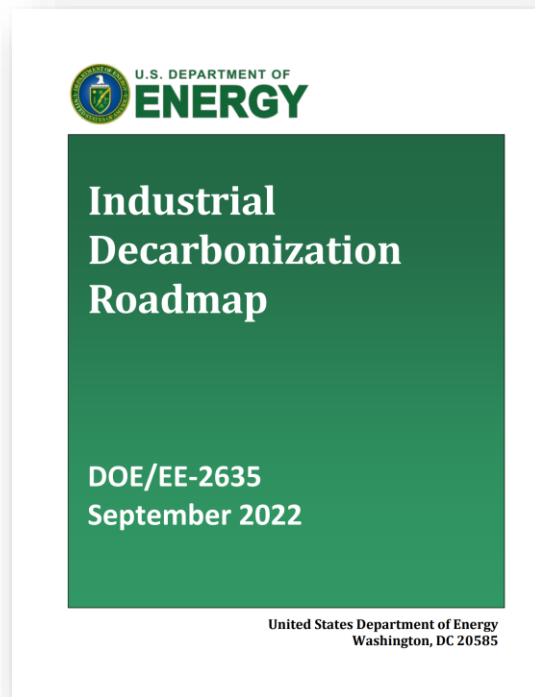 U.S. DEPARTMENT OF
ENERGY
Industrial
Decarbonization
Roadmap
DOE/EE-2635
September 2022
United States Department of Energy
Washington, DC 20585